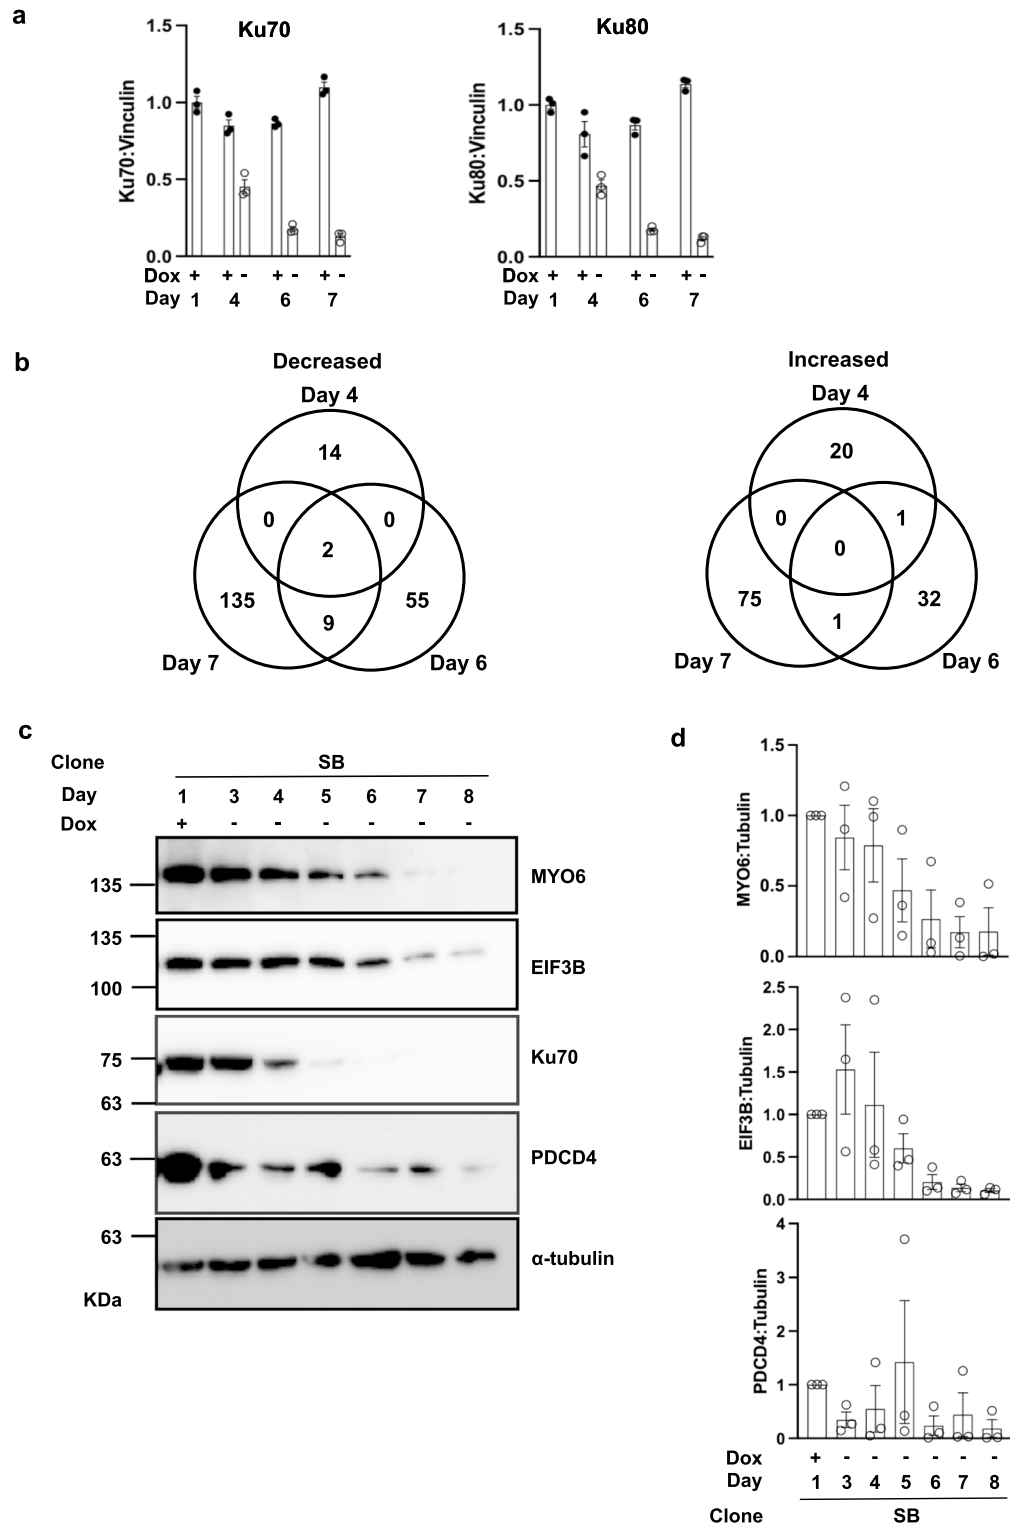 a
Ku70
Ku80
1.5
1.0
0.5
0.0
Ku70:Vinculin
Dox + + - + - + -
Day 1 4 6 7
1.5
1.0
0.5
0.0
Ku80:Vinculin
Dox + + - + - + -
Day 1 4 6 7
b
Decreased
Day 4
14
0 0
2
135 55
9
Day 7 Day 6
Increased
Day 4
20
0 1
0
75 32
1
Day 7 Day 6
c
Clone SB
Day 1 3 4 5 6 7 8
Dox + - - - - - -
135 MYO6
135
EIF3B
100
75 Ku70
63
63 PDCD4
63
α-tubulin
KDa
d
1.5
1.0
0.5
0.0
MYO6:Tubulin
2.5
2.0
1.5
1.0
0.5
0.0
EIF3B:Tubulin
4
3
2
1
0
PDCD4:Tubulin
Dox + - - - - - -
Day 1 3 4 5 6 7 8
Clone SB